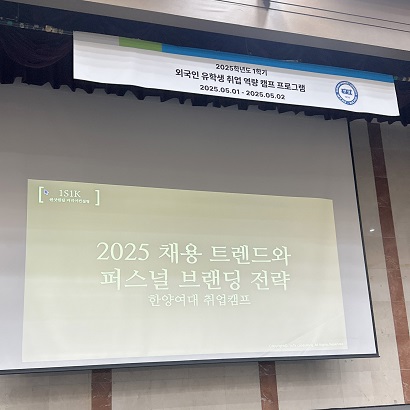 2025학년도 1학기
외국인 유학생 취업 역량 캠프 프로그램
2025.05.01 - 2025.05.02
[ 1S1K ]
2025 채용 트렌드와
퍼스널 브랜딩 전략
한양여대 취업캠프